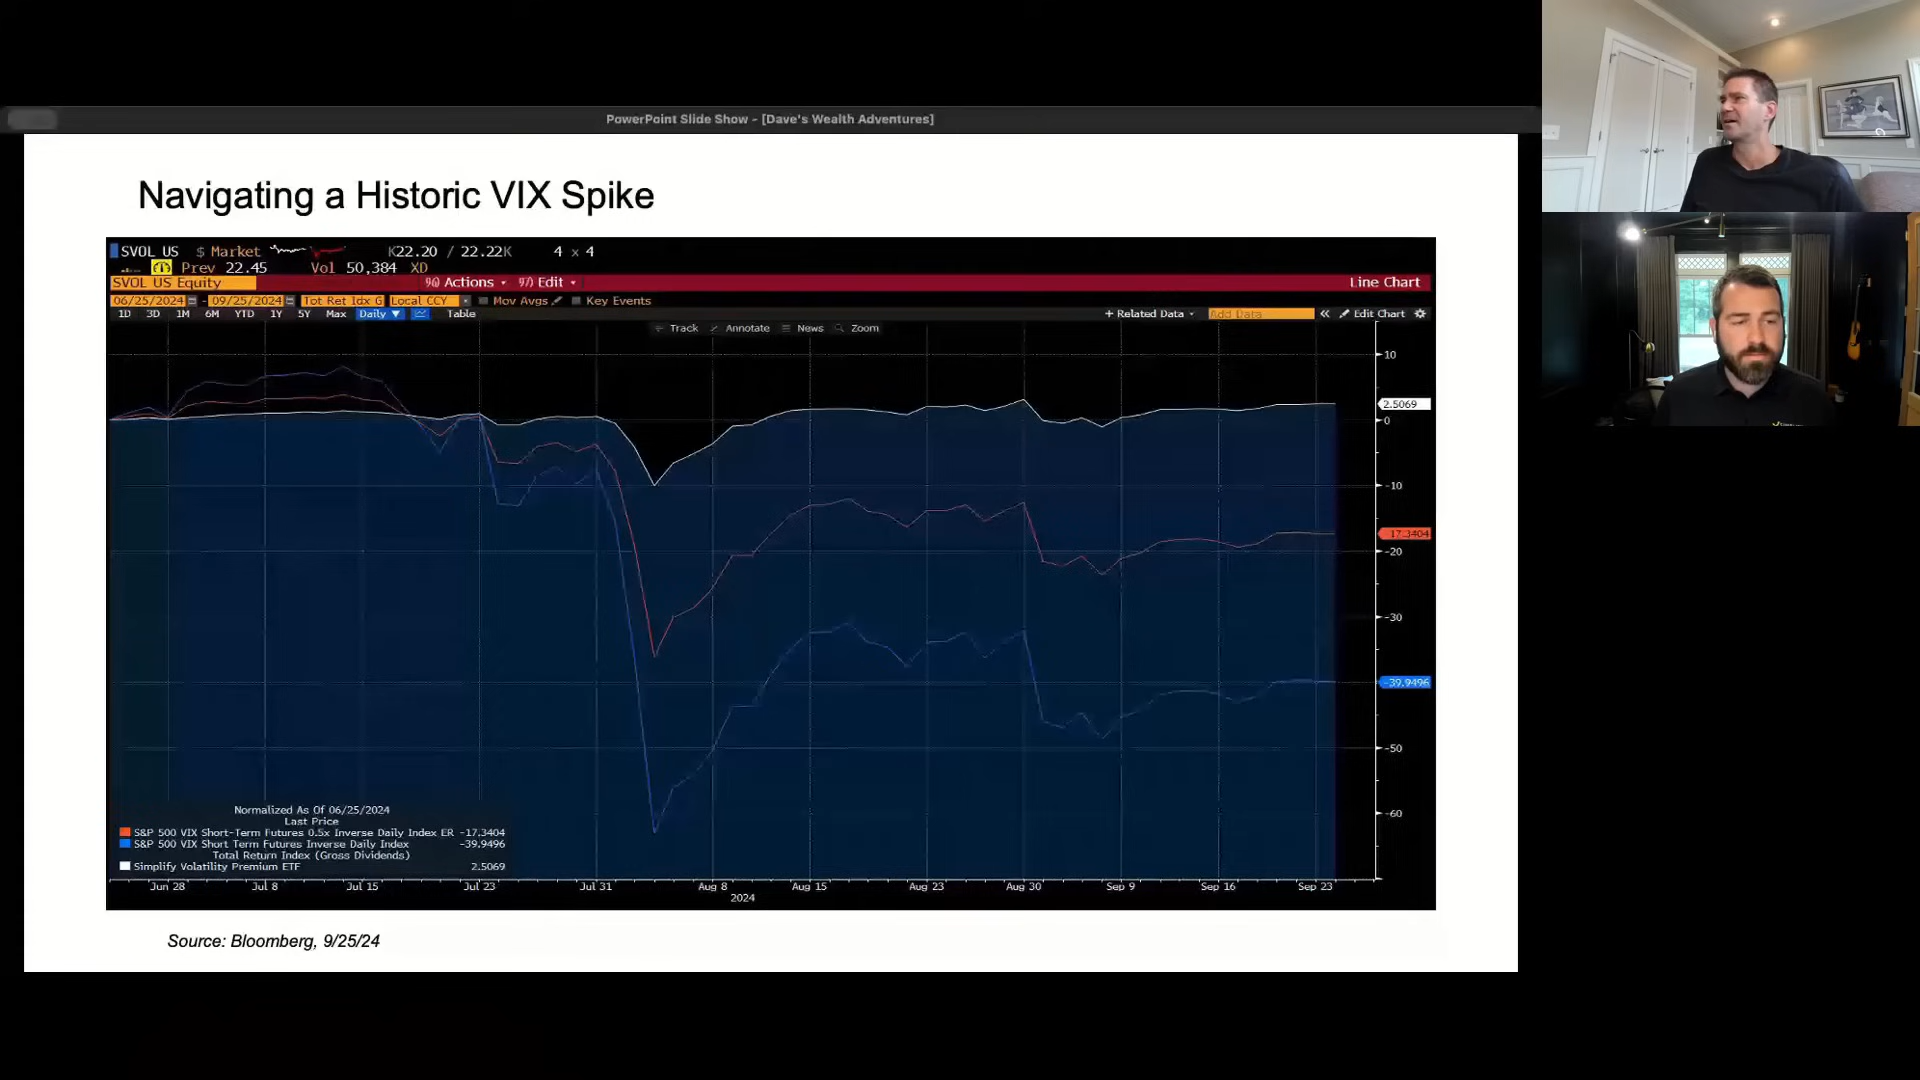 PowerPoint Slide Show - [Dave's Wealth Adventures]
Navigating a Historic VIX Spike
SVOL US $ Market K22.20 / 22.22K 4 x 4
Prev 22.45 Vol 50,384 XD
SVOL US Equity 90 Actions 97) Edit Line Chart
06/25/2024 - 09/25/2024 Tot Ret Idx G Local CCY Mov Avgs Key Events
1D 3D 1M 6M YTD 1Y 5Y Max Daily ▼ Table + Related Data Add Data « Edit Chart
Track Annotate News Zoom
10
2.5069
0
-10
-17.3404
-20
-30
-39.9496
-50
-60
Normalized As Of 06/25/2024
Last Price
S&P 500 VIX Short-Term Futures 0.5x Inverse Daily Index ER -17.3404
S&P 500 VIX Short Term Futures Inverse Daily Index -39.9496
Total Return Index (Gross Dividends)
Simplify Volatility Premium ETF 2.5069
Jun 28 Jul 8 Jul 15 Jul 23 Jul 31 Aug 8 Aug 15 Aug 23 Aug 30 Sep 9 Sep 16 Sep 23
2024
Source: Bloomberg, 9/25/24